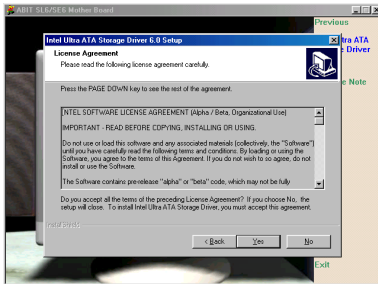 ABIT SL6/SE6 Mother Board
Previous
Intel Ultra ATA Storage Driver 6.0 Setup
tra ATA
Driver
License Agreement
Please read the following license agreement carefully.
e Note
Press the PAGE DOWN key to see the rest of the agreement.
INTEL SOFTWARE LICENSE AGREEMENT (Alpha / Beta, Organizational Use)
IMPORTANT - READ BEFORE COPYING, INSTALLING OR USING.
Do not use or load this software and any associated materials (collectively, the "Software")
until you have carefully read the following terms and conditions. By loading or using the
Software, you agree to the terms of this Agreement. If you do not wish to so agree, do not
install or use the Software.
The Software contains pre-release "alpha" or "beta" code, which may not be fully
Do you accept all the terms of the preceding License Agreement? If you choose No, the
setup will close. To install Intel Ultra ATA Storage Driver, you must accept this agreement.
InstallShield
< Back
Yes
No
Exit